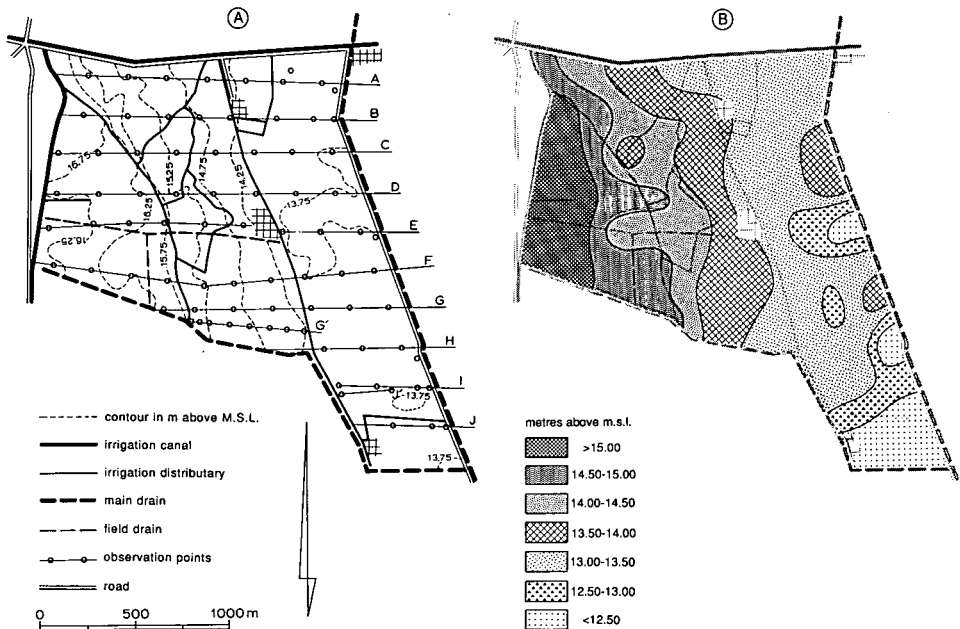 A
B
A
B
C
D
E
F
G
G'
H
I
J
16.75
16.25
15.25
14.75
14.25
13.75
16.25
15.75
13.75
13.75
contour in m above M.S.L.
irrigation canal
irrigation distributary
main drain
field drain
observation points
road
0 500 1000m
metres above m.s.l.
>15.00
14.50-15.00
14.00-14.50
13.50-14.00
13.00-13.50
12.50-13.00
<12.50